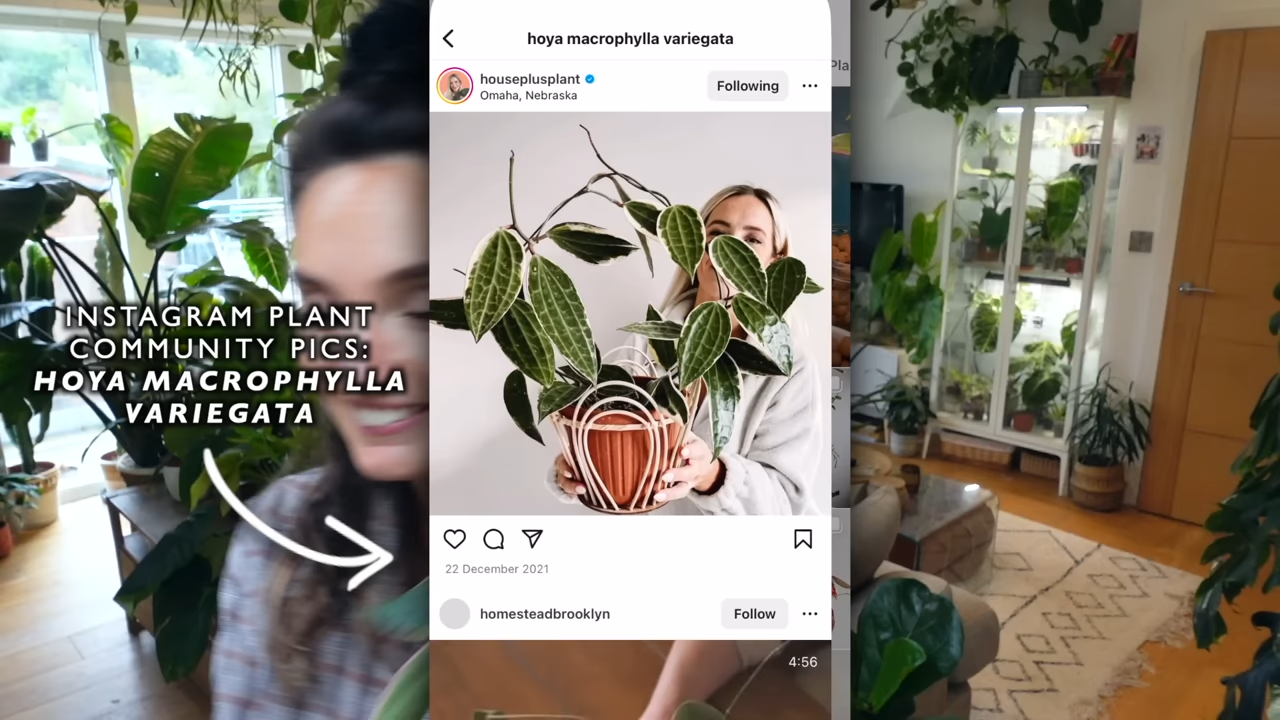 INSTAGRAM PLANT
COMMUNITY PICS:
HOYA MACROPHYLLA
VARIEGATA
hoya macrophylla variegata
houseplusplant
Omaha, Nebraska
Following
Pla
22 December 2021
homesteadbrooklyn
Follow
4:56